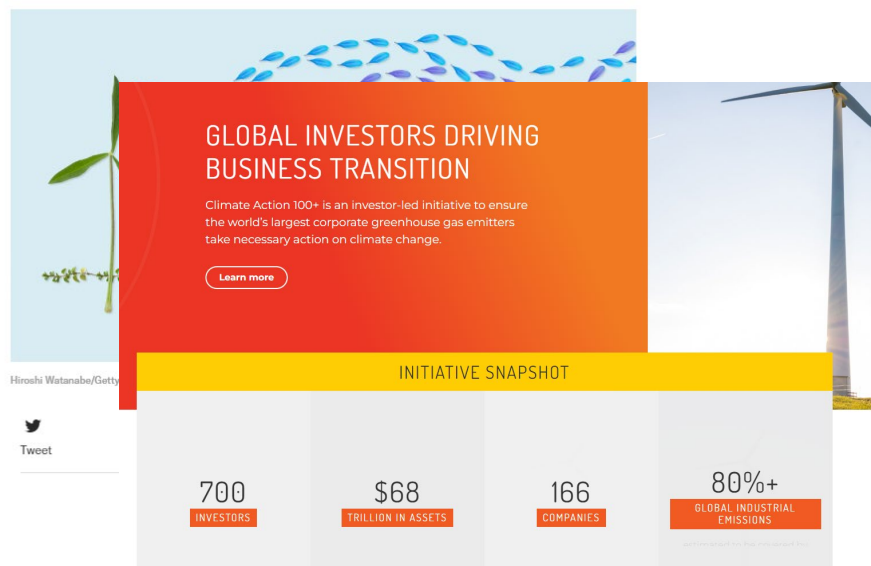 GLOBAL INVESTORS DRIVING
BUSINESS TRANSITION
Climate Action 100+ is an investor-led initiative to ensure
the world's largest corporate greenhouse gas emitters
take necessary action on climate change.
Learn more
Hiroshi Watanabe/Getty
Tweet
INITIATIVE SNAPSHOT
700
INVESTORS
$68
TRILLION IN ASSETS
166
COMPANIES
80%+
GLOBAL INDUSTRIAL
EMISSIONS